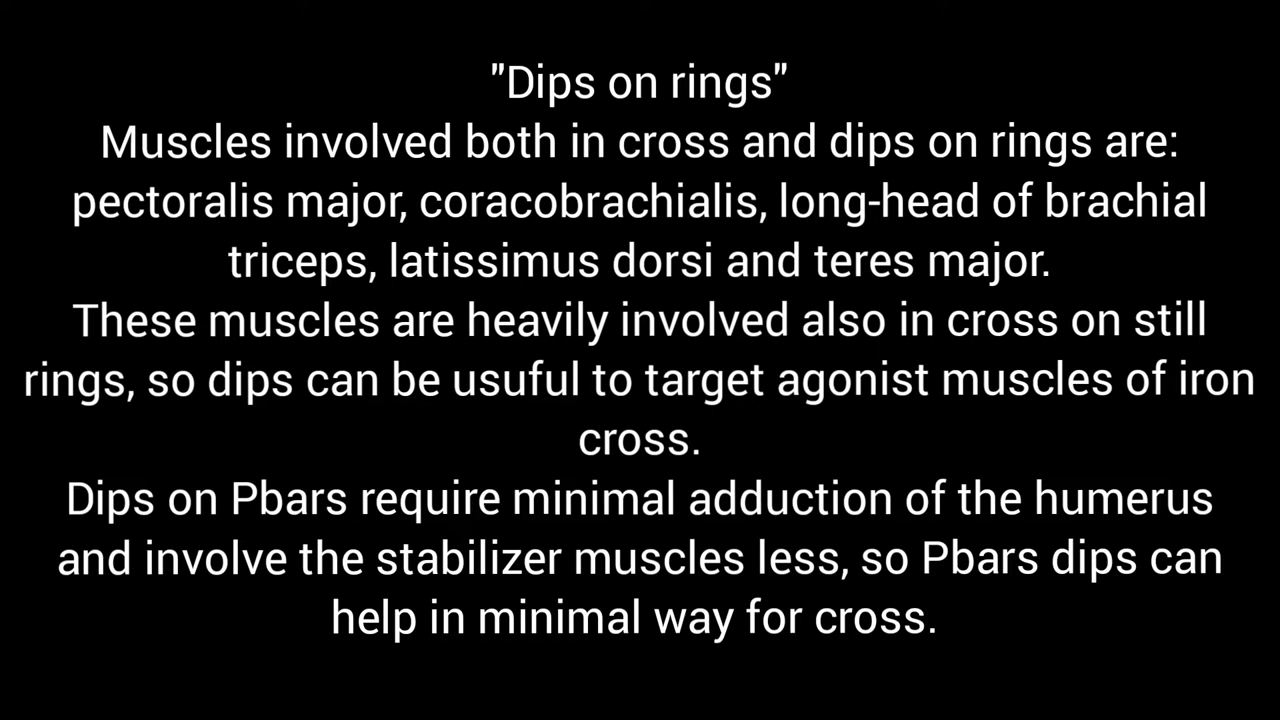 "Dips on rings"
Muscles involved both in cross and dips on rings are:
pectoralis major, coracobrachialis, long-head of brachial
triceps, latissimus dorsi and teres major.
These muscles are heavily involved also in cross on still
rings, so dips can be usuful to target agonist muscles of iron
cross.
Dips on Pbars require minimal adduction of the humerus
and involve the stabilizer muscles less, so Pbars dips can
help in minimal way for cross.